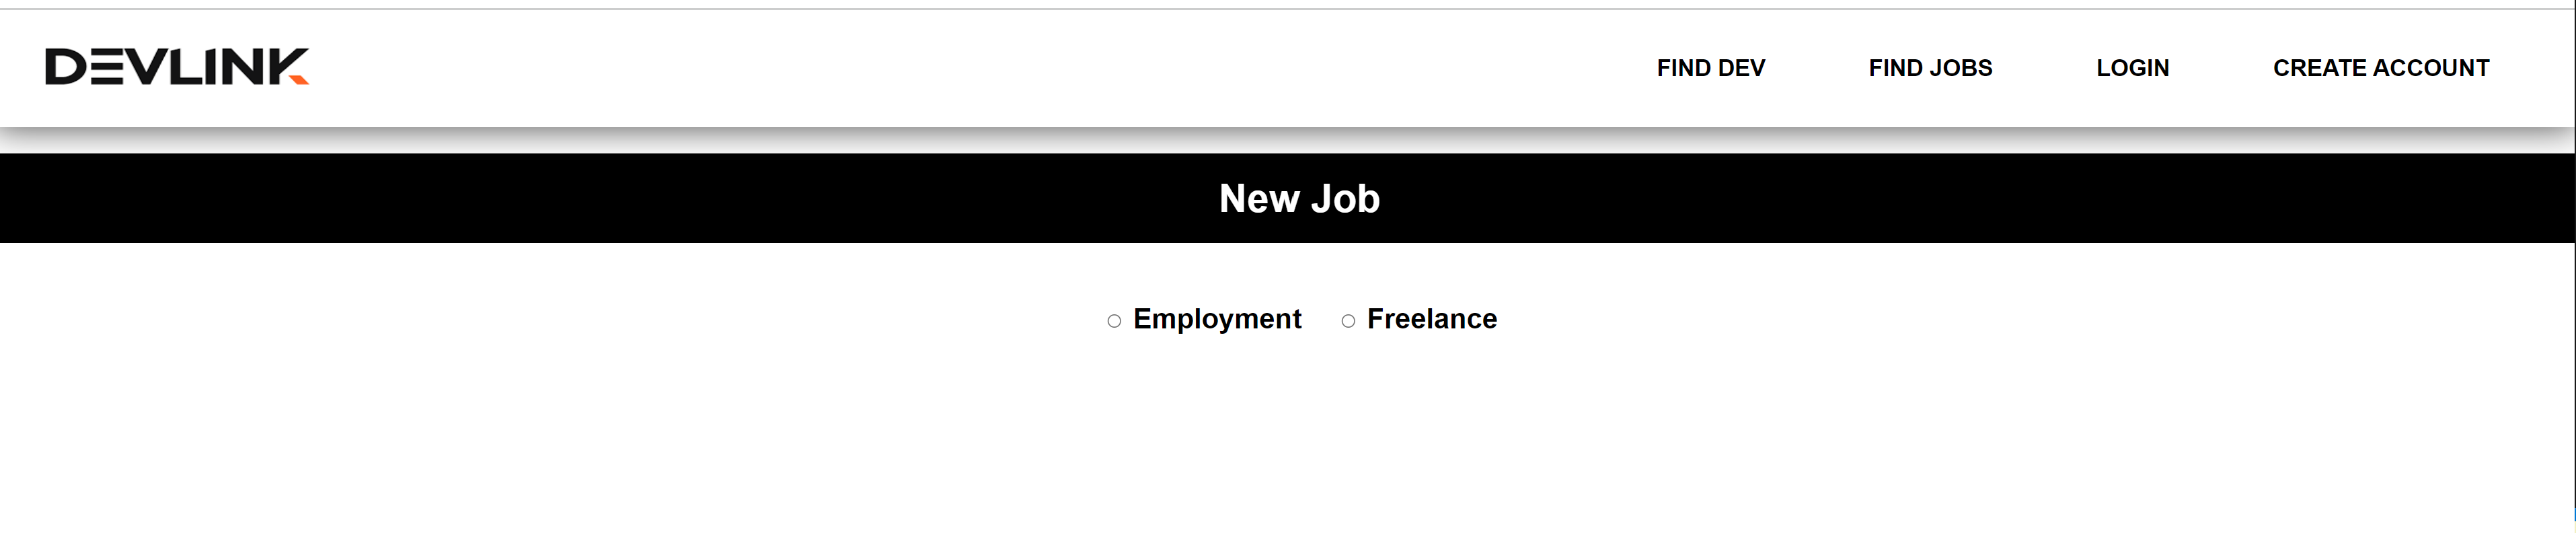 DEVLINK FIND DEV FIND JOBS LOGIN CREATE ACCOUNT
New Job
Employment Freelance